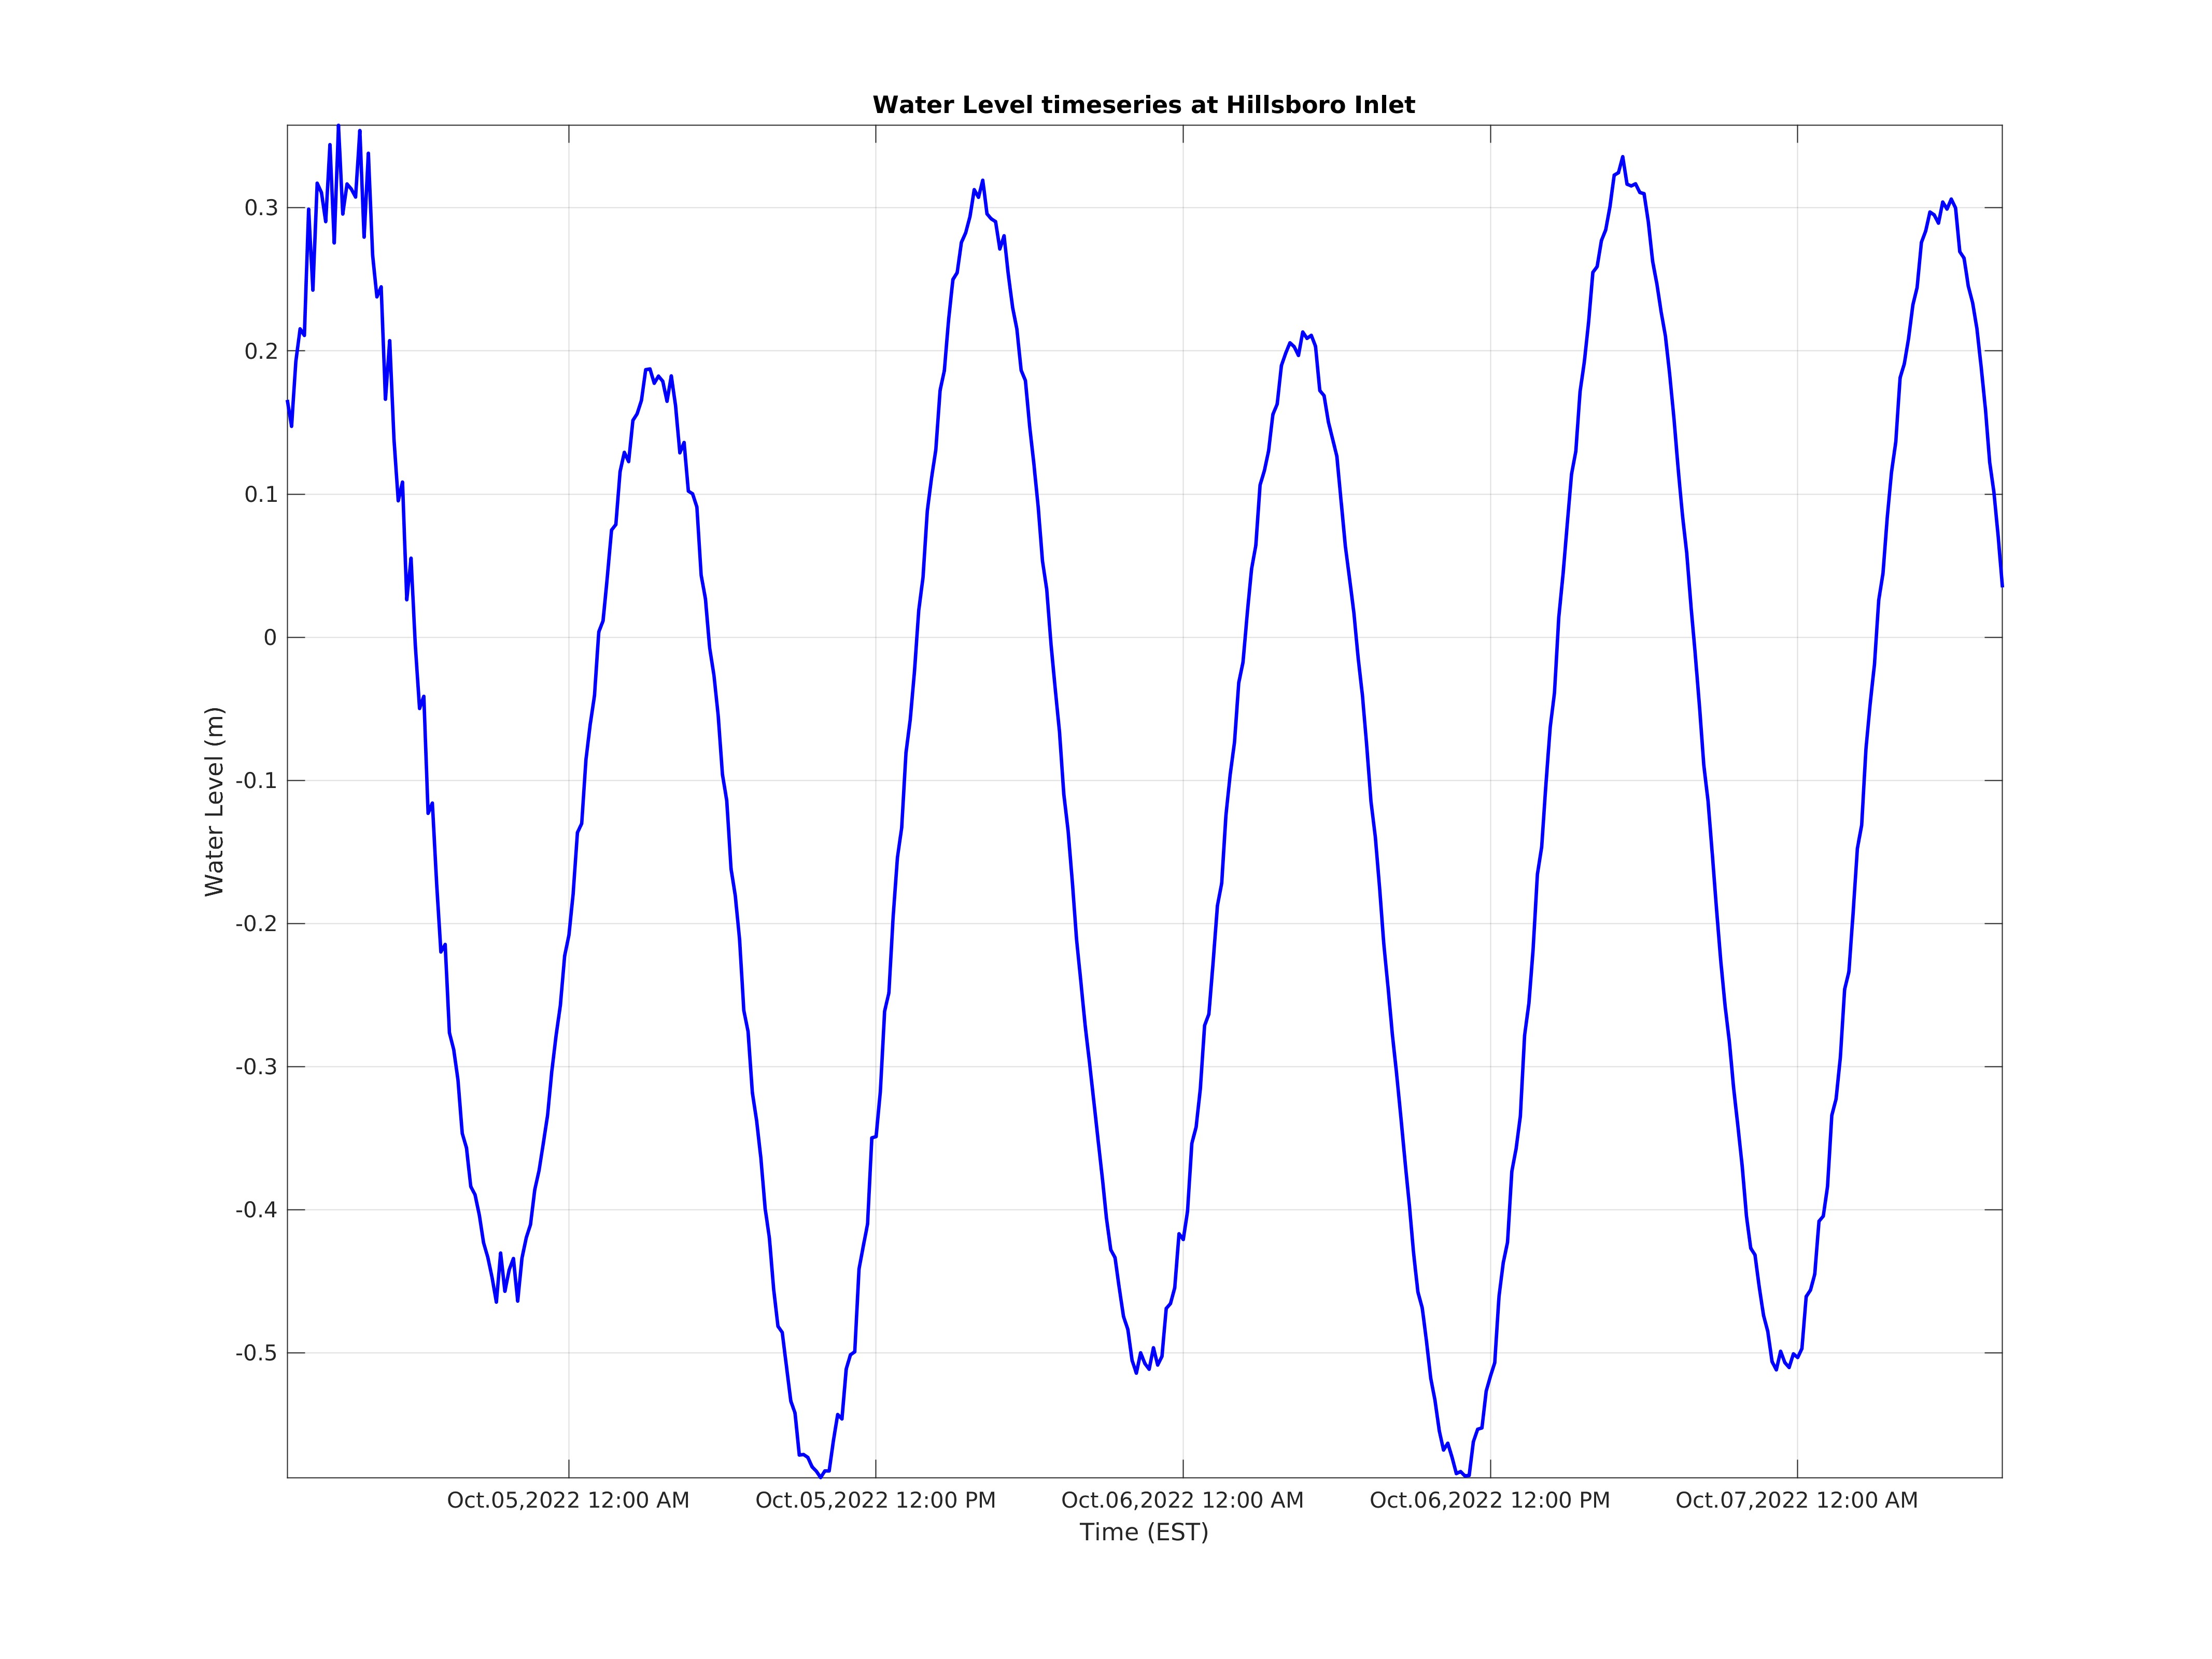 Water Level timeseries at Hillsboro Inlet
0.3
0.2
0.1
0
-0.1
-0.2
-0.3
-0.4
-0.5
Water Level (m)
Oct.05,2022 12:00 AM
Oct.05,2022 12:00 PM
Oct.06,2022 12:00 AM
Oct.06,2022 12:00 PM
Oct.07,2022 12:00 AM
Time (EST)